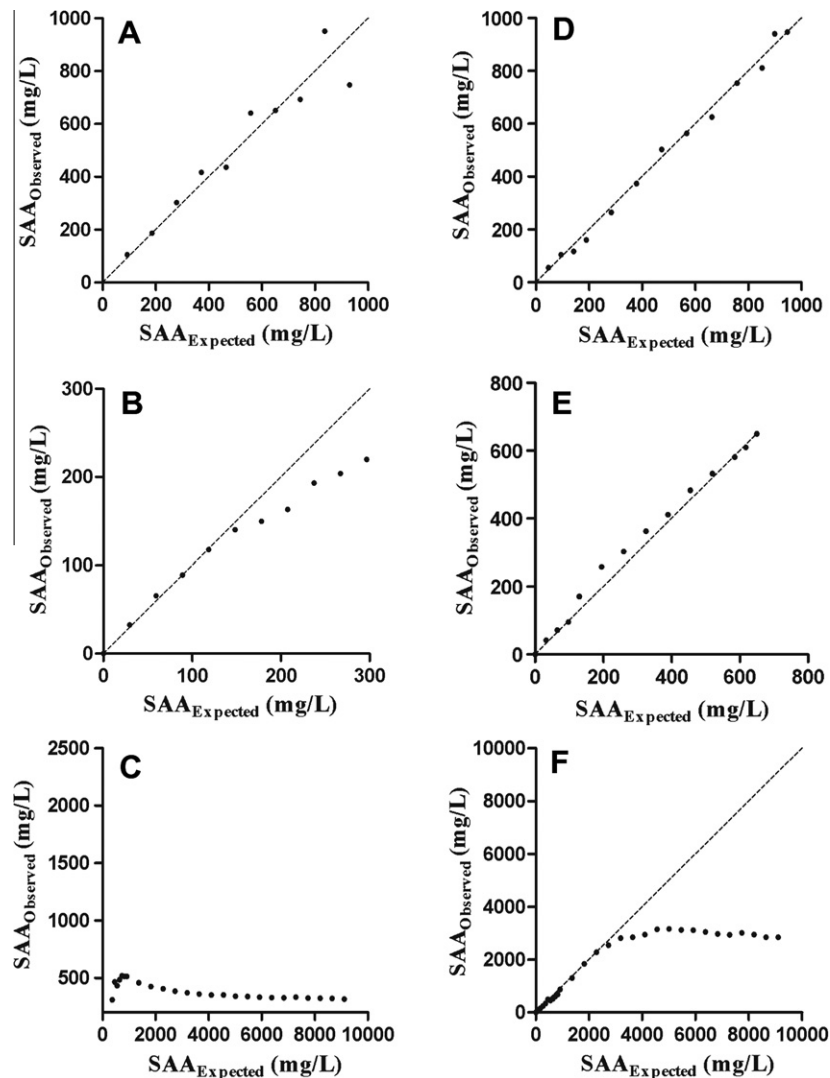 A
1000
800
600
400
200
0
SAAObserved (mg/L)
0 200 400 600 800 1000
SAAExpected (mg/L)
D
1000
800
600
400
200
0
SAAObserved (mg/L)
0 200 400 600 800 1000
SAAExpected (mg/L)
B
300
200
100
0
SAAObserved (mg/L)
0 100 200 300
SAAExpected (mg/L)
E
800
600
400
200
0
SAAObserved (mg/L)
0 200 400 600 800
SAAExpected (mg/L)
C
2500
2000
1500
1000
500
SAAObserved (mg/L)
0 2000 4000 6000 8000 10000
SAAExpected (mg/L)
F
10000
8000
6000
4000
2000
0
SAAObserved (mg/L)
0 2000 4000 6000 8000 10000
SAAExpected (mg/L)